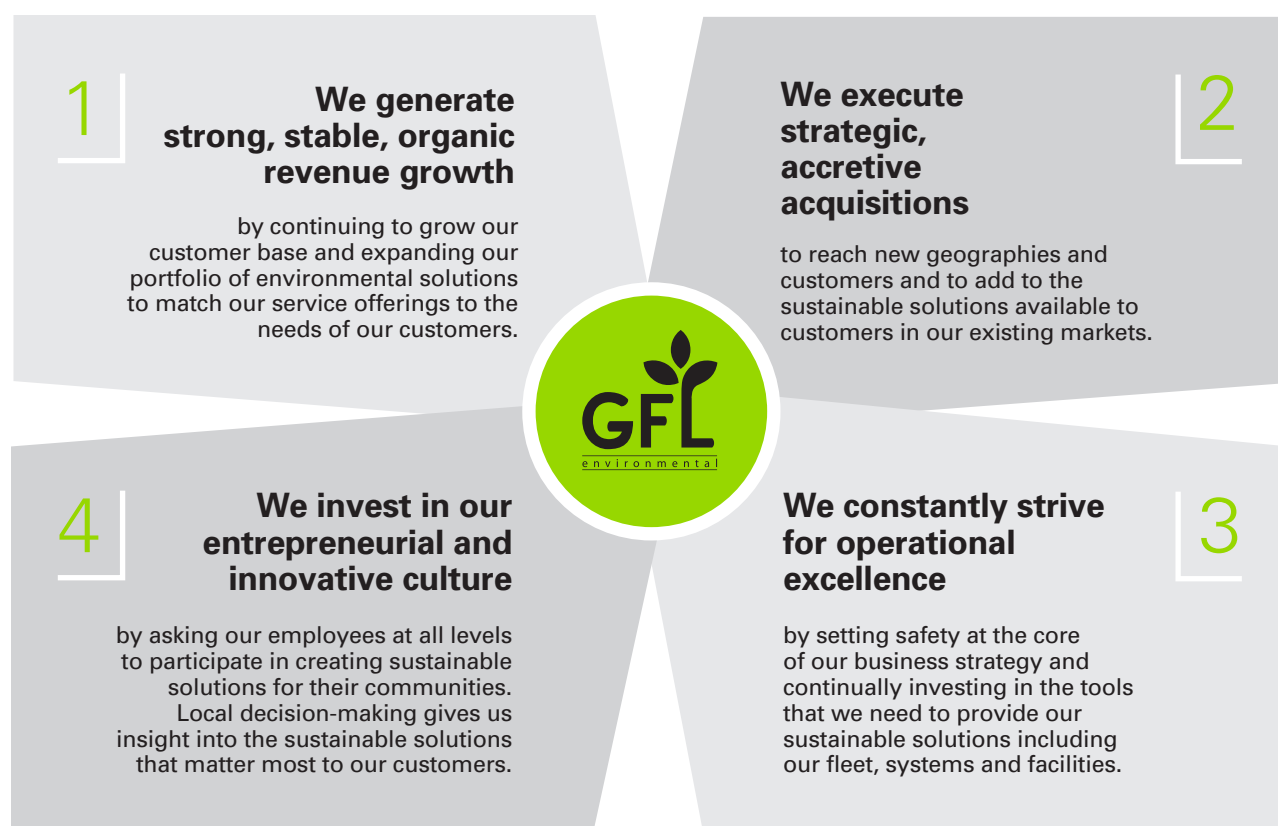 1
We generate
strong, stable, organic
revenue growth
by continuing to grow our
customer base and expanding our
portfolio of environmental solutions
to match our service offerings to the
needs of our customers.
2
We execute
strategic,
accretive
acquisitions
to reach new geographies and
customers and to add to the
sustainable solutions available to
customers in our existing markets.
GFL
environmental
3
We constantly strive
for operational
excellence
by setting safety at the core
of our business strategy and
continually investing in the tools
that we need to provide our
sustainable solutions including
our fleet, systems and facilities.
4
We invest in our
entrepreneurial and
innovative culture
by asking our employees at all levels
to participate in creating sustainable
solutions for their communities.
Local decision-making gives us
insight into the sustainable solutions
that matter most to our customers.